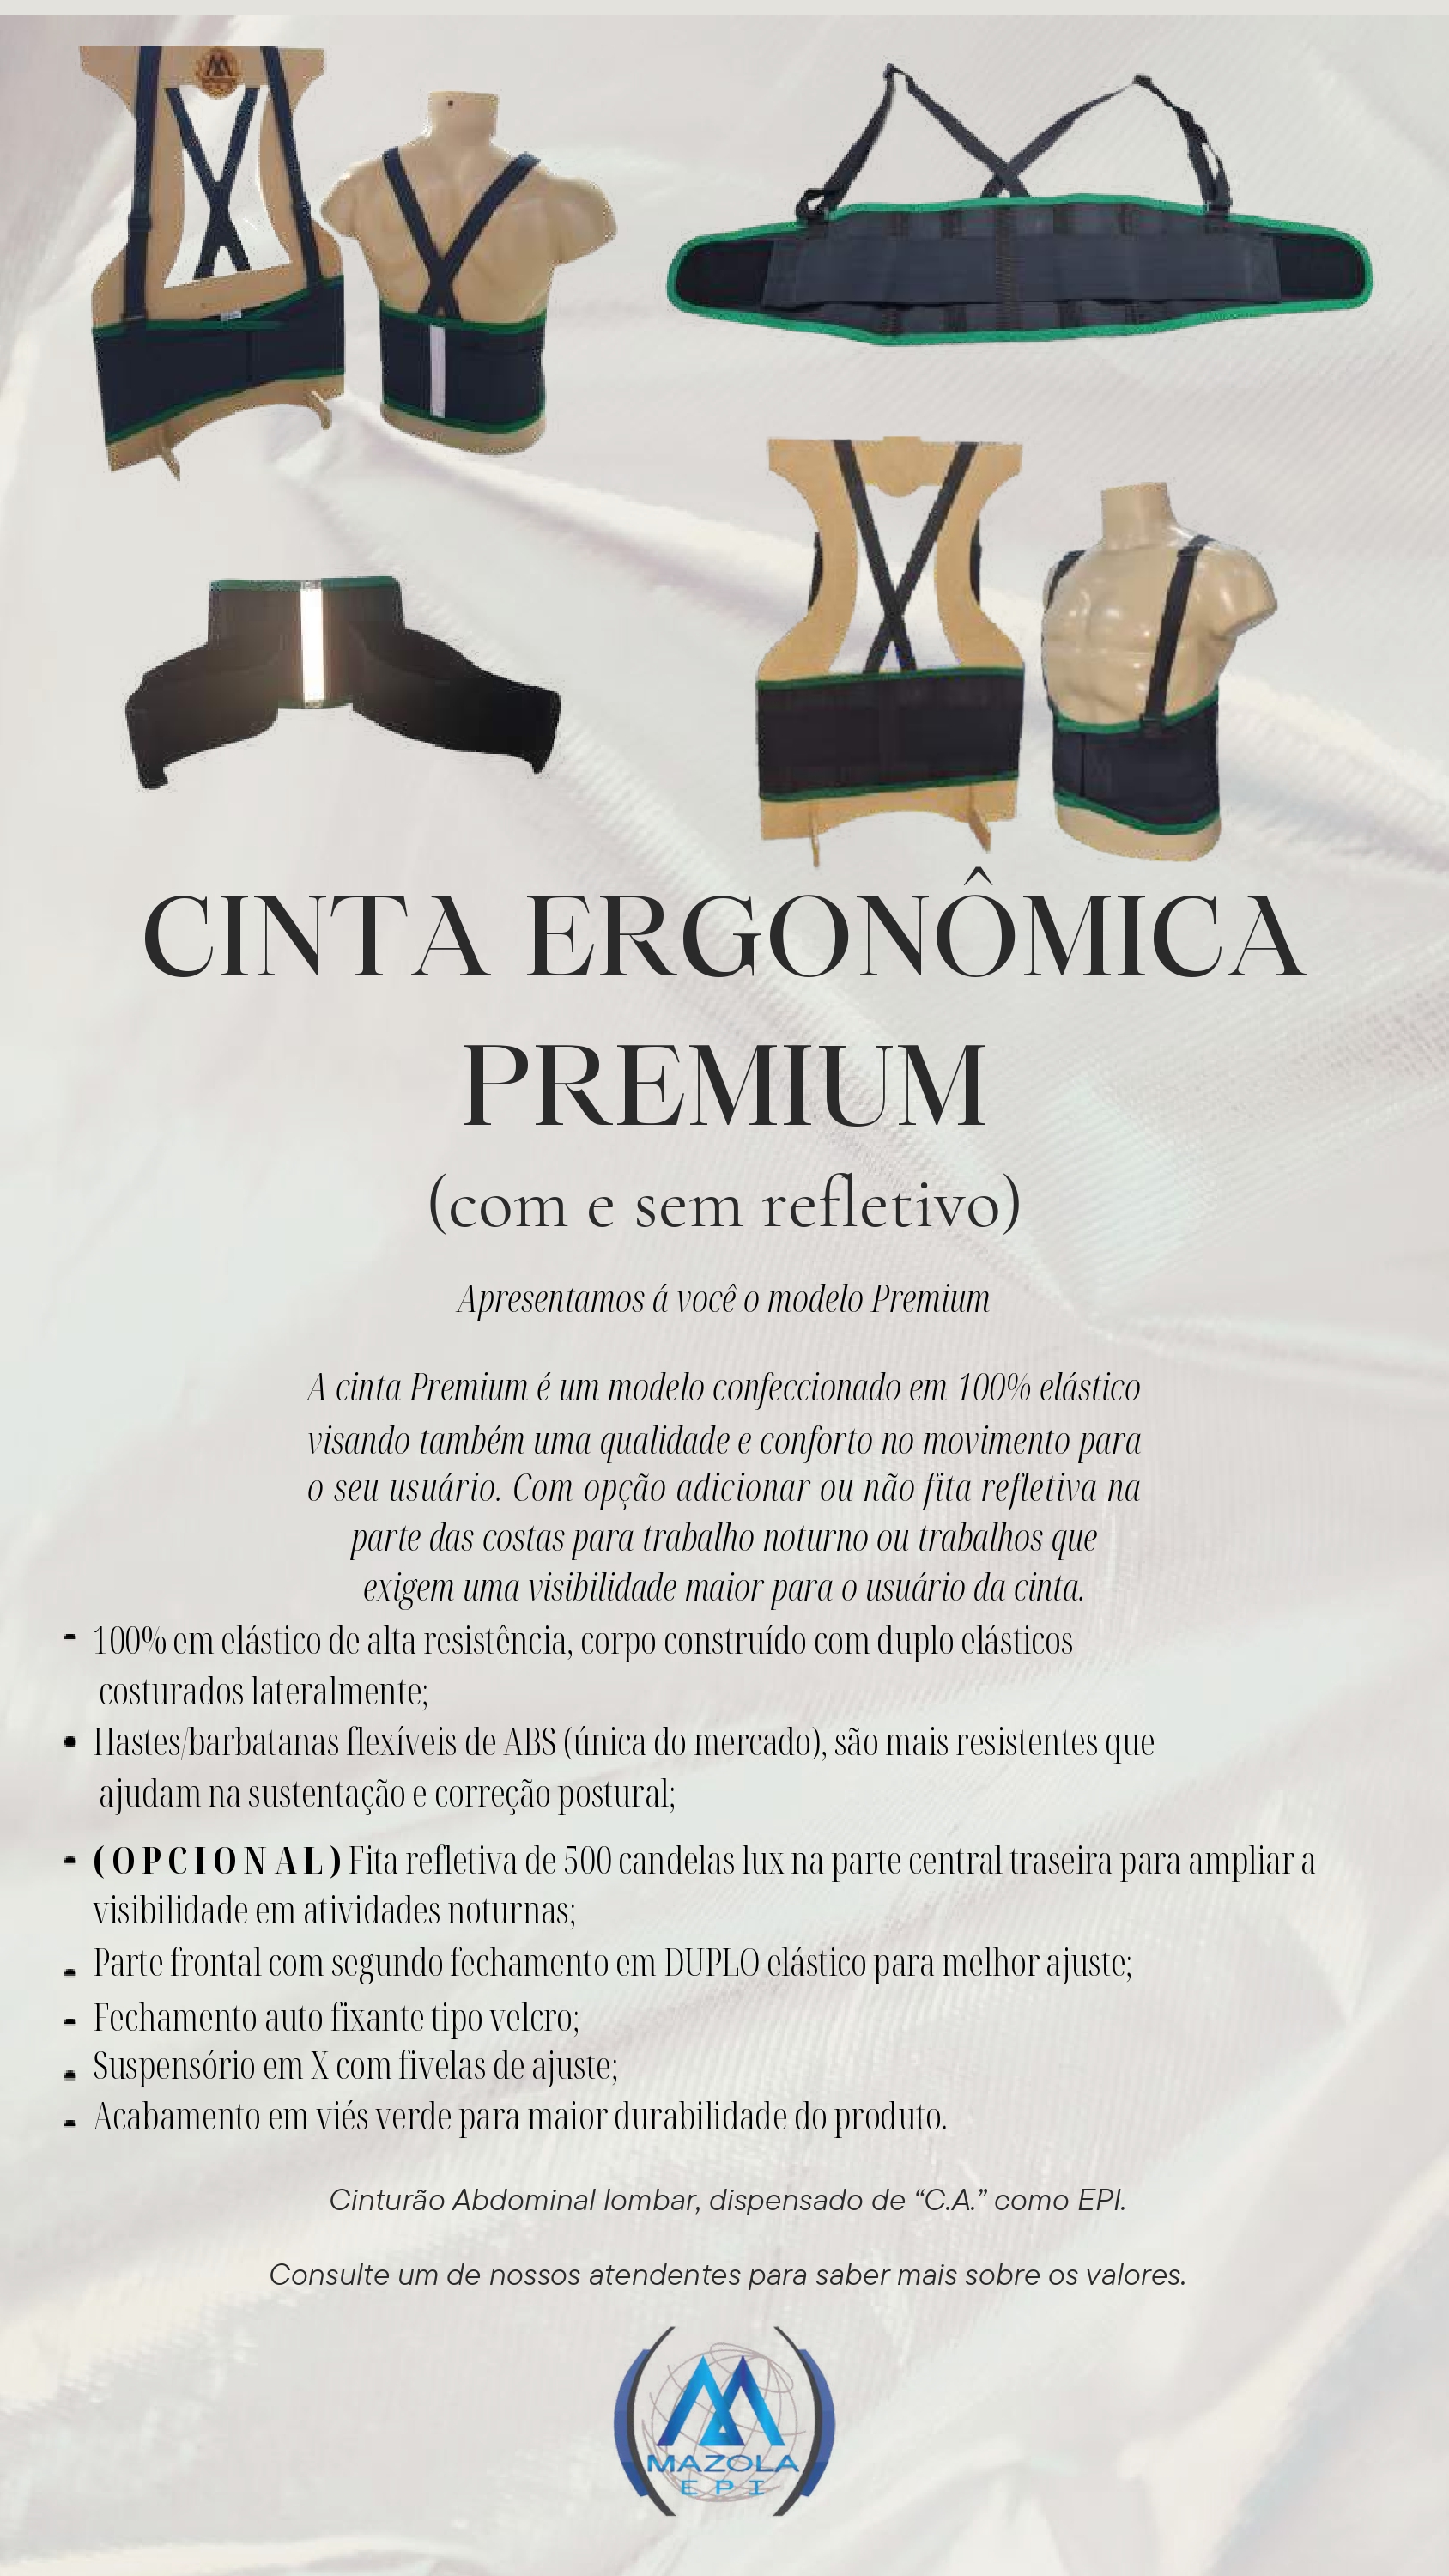 CINTA ERGONÔMICA
PREMIUM
(com e sem refletivo)
Apresentamos á você o modelo Premium
A cinta Premium é um modelo confeccionado em 100% elástico
visando também uma qualidade e conforto no movimento para
o seu usuário. Com opção adicionar ou não fita refletiva na
parte das costas para trabalho noturno ou trabalhos que
exigem uma visibilidade maior para o usuário da cinta.
- 100% em elástico de alta resistência, corpo construído com duplo elásticos
costurados lateralmente;
• Hastes/barbatanas flexíveis de ABS (única do mercado), são mais resistentes que
ajudam na sustentação e correção postural;
- (OPCIONAL) Fita refletiva de 500 candelas lux na parte central traseira para ampliar a
visibilidade em atividades noturnas;
- Parte frontal com segundo fechamento em DUPLO elástico para melhor ajuste;
- Fechamento auto fixante tipo velcro;
- Suspensório em X com fivelas de ajuste;
- Acabamento em viés verde para maior durabilidade do produto.
Cinturão Abdominal lombar, dispensado de “C.A.” como EPI.
Consulte um de nossos atendentes para saber mais sobre os valores.
MAZOLA
EPI